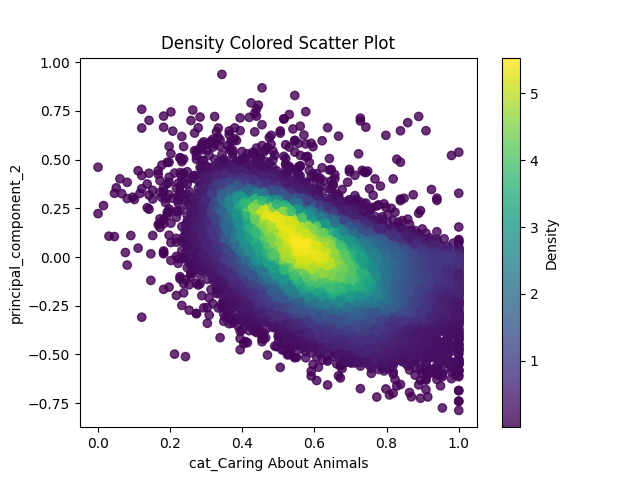 Density Colored Scatter Plot
1.00
0.75
0.50
0.25
0.00
−0.25
−0.50
−0.75
principal_component_2
0.0 0.2 0.4 0.6 0.8 1.0
cat_Caring About Animals
5
4
3
2
1
Density